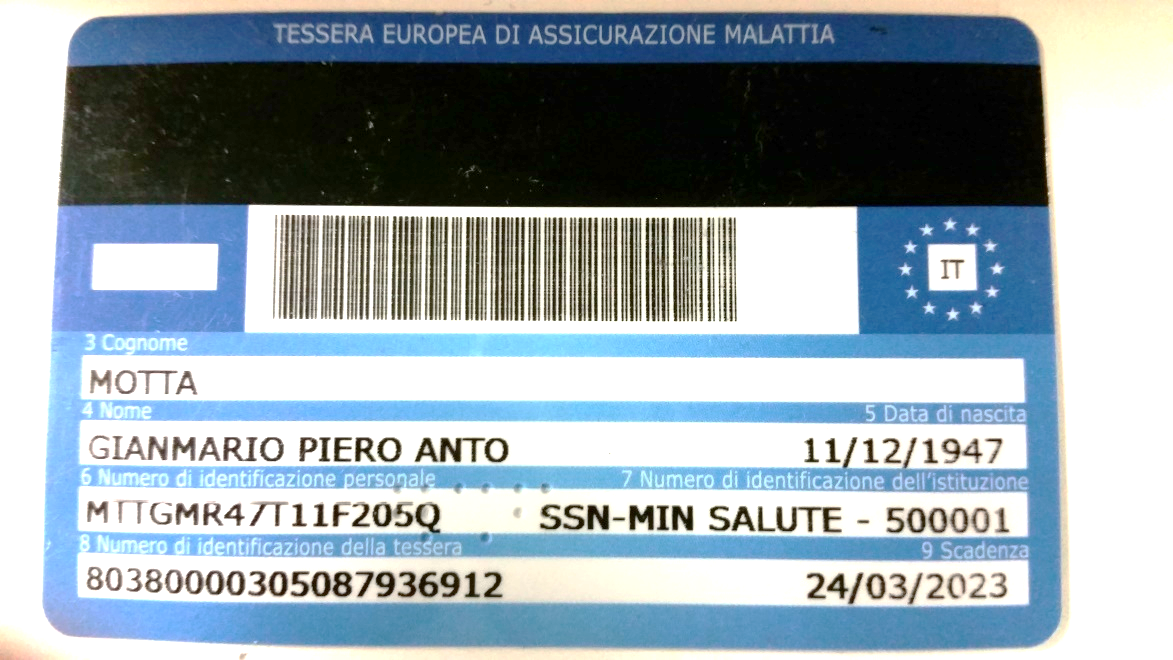 TESSERA EUROPEA DI ASSICURAZIONE MALATTIA
IT
3 Cognome
MOTTA
4 Nome 5 Data di nascita
GIANMARIO PIERO ANTO 11/12/1947
6 Numero di identificazione personale 7 Numero di identificazione dell'istituzione
MTTGMR47T11F205Q SSN-MIN SALUTE - 500001
8 Numero di identificazione della tessera 9 Scadenza
80380000305087936912 24/03/2023